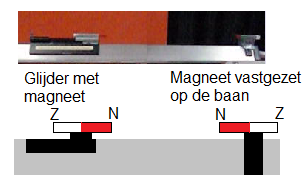 Glijder met
magneet
Magneet vastgezet
op de baan
Z N
N Z